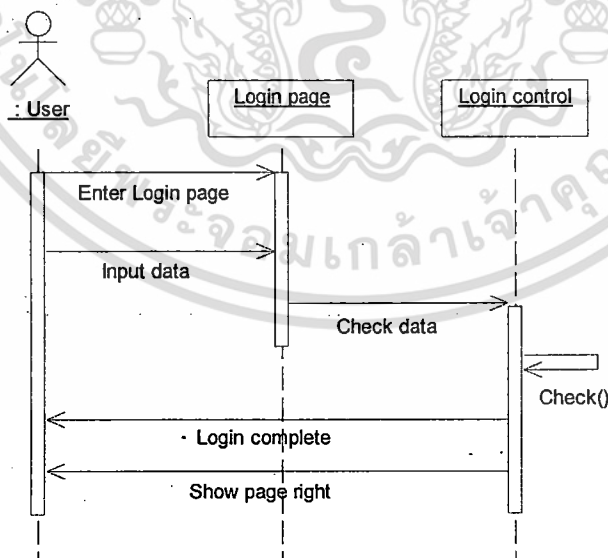 : User
Login page
Login control
Enter Login page
Input data
Check data
Check()
Login complete
Show page right